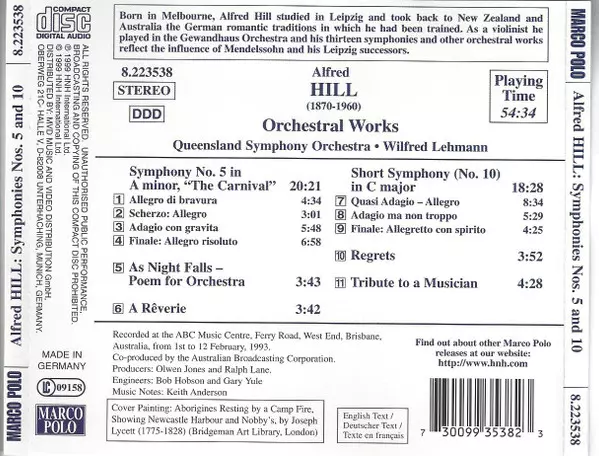 COMPACT
disc
DIGITAL AUDIO
8.223538
ALL RIGHTS RESERVED. UNAUTHORISED PUBLIC PERFORMANCE,
BROADCASTING AND COPYING OF THIS COMPACT DISC PROHIBITED.
℗ 1999 HNH International Ltd.
© 1999 HNH International Ltd.
DISTRIBUTED BY: MVD MUSIC AND VIDEO DISTRIBUTION GmbH,
OBERWEG 21C- HALLE V, D-82008 UNTERHACHING, MUNICH, GERMANY.
Alfred HILL: Symphonies Nos. 5 and 10
MARCO POLO
MADE IN
GERMANY
LC 09158
MARCO
POLO
Born in Melbourne, Alfred Hill studied in Leipzig and took back to New Zealand and
Australia the German romantic traditions in which he had been trained. As a violinist he
played in the Gewandhaus Orchestra and his thirteen symphonies and other orchestral works
reflect the influence of Mendelssohn and his Leipzig successors.
8.223538
STEREO
DDD
Alfred
HILL
(1870-1960)
Orchestral Works
Queensland Symphony Orchestra • Wilfred Lehmann
Playing
Time
54:34
Symphony No. 5 in
A minor, "The Carnival" 20:21
1 Allegro di bravura 4:34
2 Scherzo: Allegro 3:01
3 Adagio con gravita 5:48
4 Finale: Allegro risoluto 6:58
5 As Night Falls –
Poem for Orchestra 3:43
6 A Rêverie 3:42
Short Symphony (No. 10)
in C major 18:28
7 Quasi Adagio – Allegro 8:34
8 Adagio ma non troppo 5:29
9 Finale: Allegretto con spirito 4:25
10 Regrets 3:52
11 Tribute to a Musician 4:28
Recorded at the ABC Music Centre, Ferry Road, West End, Brisbane,
Australia, from 1st to 12 February, 1993.
Co-produced by the Australian Broadcasting Corporation.
Producers: Olwen Jones and Ralph Lane.
Engineers: Bob Hobson and Gary Yule
Music Notes: Keith Anderson
Cover Painting: Aborigines Resting by a Camp Fire,
Showing Newcastle Harbour and Nobby's, by Joseph
Lycett (1775-1828) (Bridgeman Art Library, London)
English Text /
Deutscher Text /
Texte en français
Find out about other Marco Polo
releases at our website:
http://www.hnh.com
7 30099 35382 3
MARCO POLO
Alfred HILL: Symphonies Nos. 5 and 10
8.223538